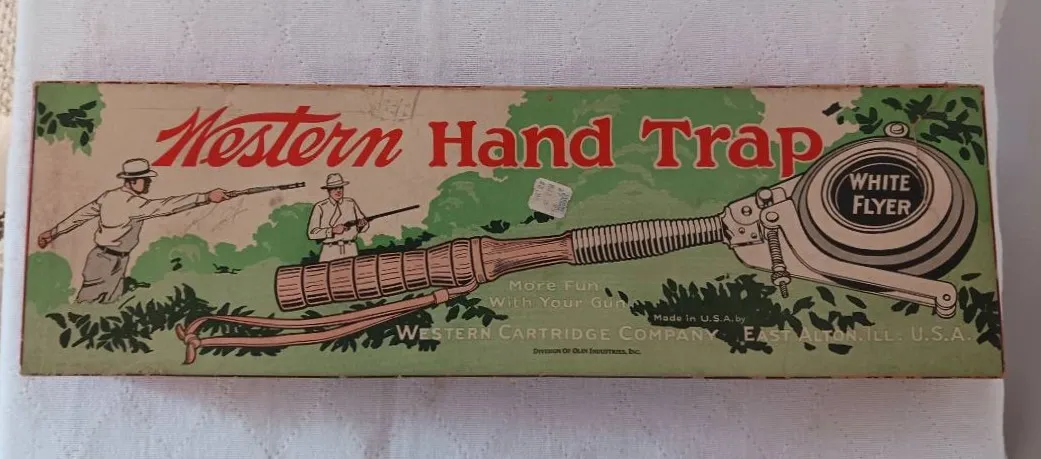 Western Hand Trap
WHITE
FLYER
More Fun
With Your Gun
Made in U.S.A. by
WESTERN CARTRIDGE COMPANY EAST ALTON, ILL. U.S.A.
DIVISION OF OLIN INDUSTRIES, INC.